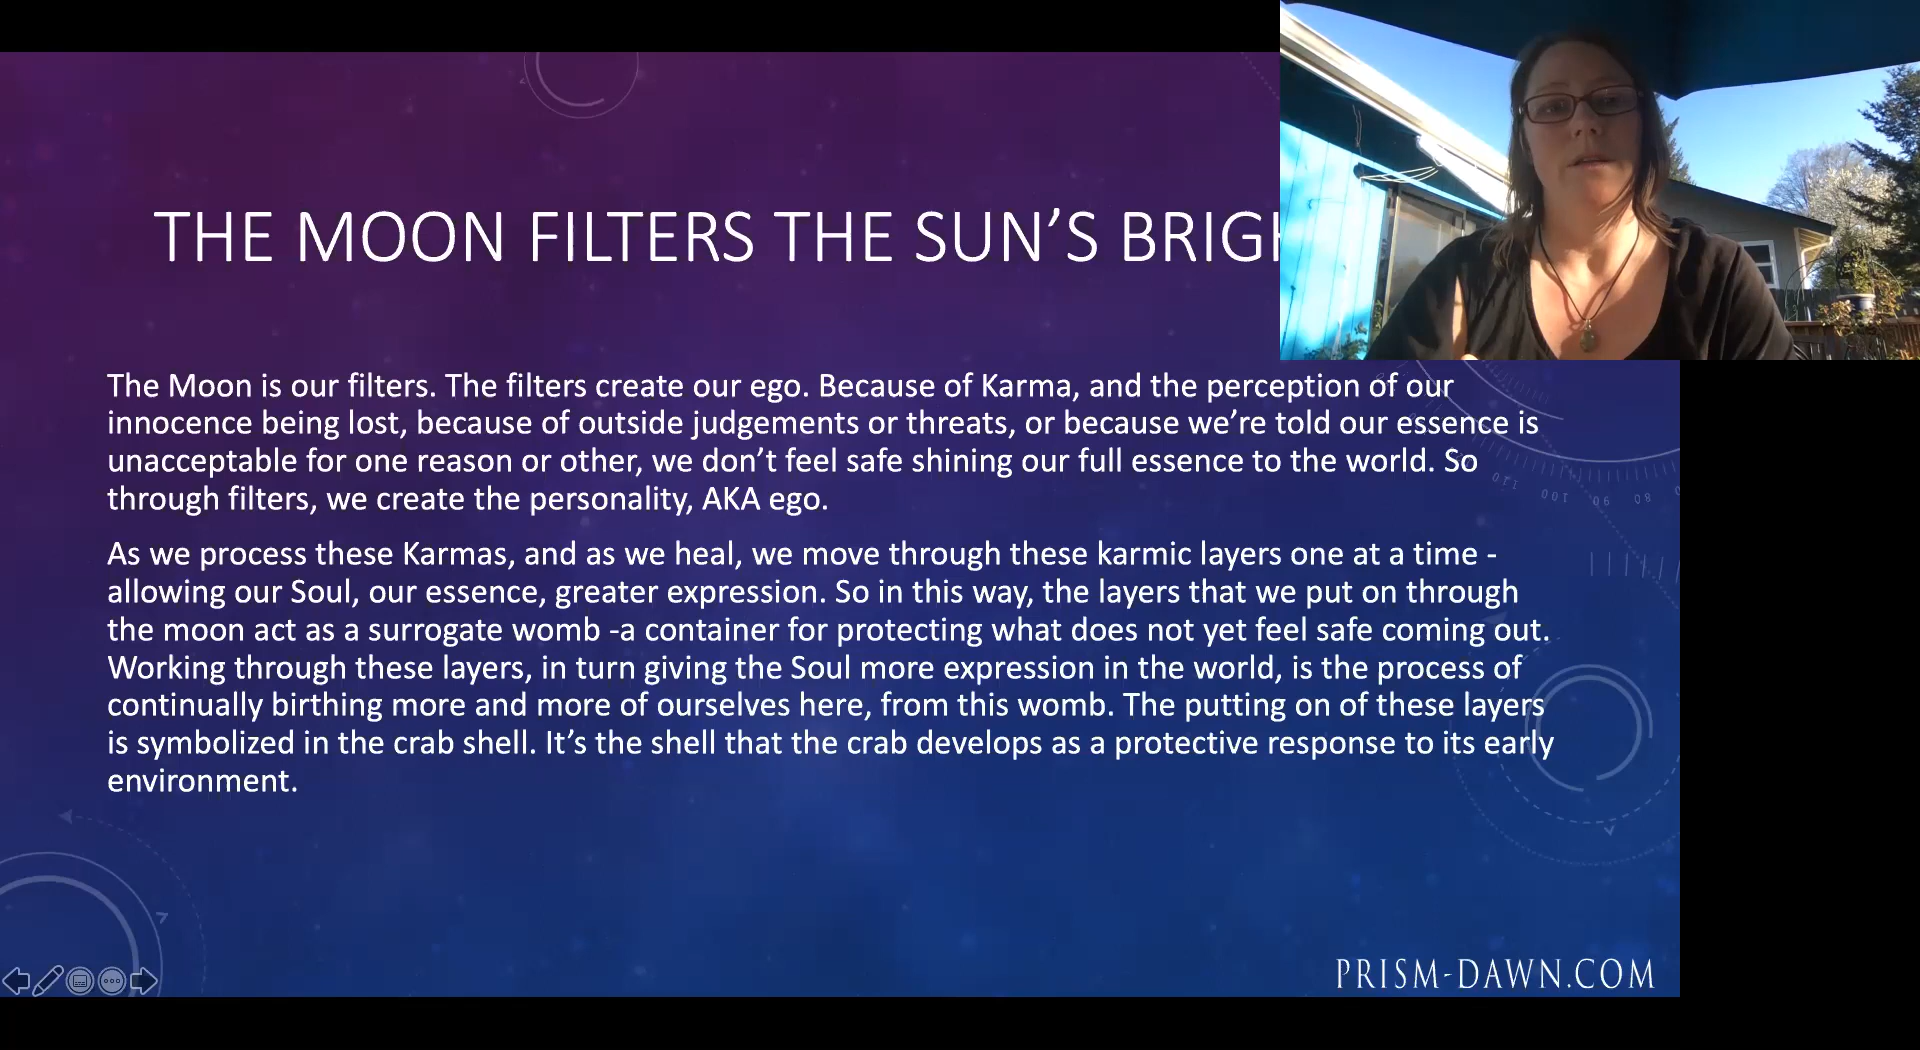 THE MOON FILTERS THE SUN’S
The Moon is our filters. The filters create our ego. Because of Karma, and the perception of our
innocence being lost, because of outside judgements or threats, or because we’re told our essence is
unacceptable for one reason or other, we don’t feel safe shining our full essence to the world. So
through filters, we create the personality, AKA ego.
As we process these Karmas, and as we heal, we move through these karmic layers one at a time -
allowing our Soul, our essence, greater expression. So in this way, the layers that we put on through
the moon act as a surrogate womb -a container for protecting what does not yet feel safe coming out.
Working through these layers, in turn giving the Soul more expression in the world, is the process of
continually birthing more and more of ourselves here, from this womb. The putting on of these layers
is symbolized in the crab shell. It’s the shell that the crab develops as a protective response to its early
environment.
PRISM-DAWN.COM